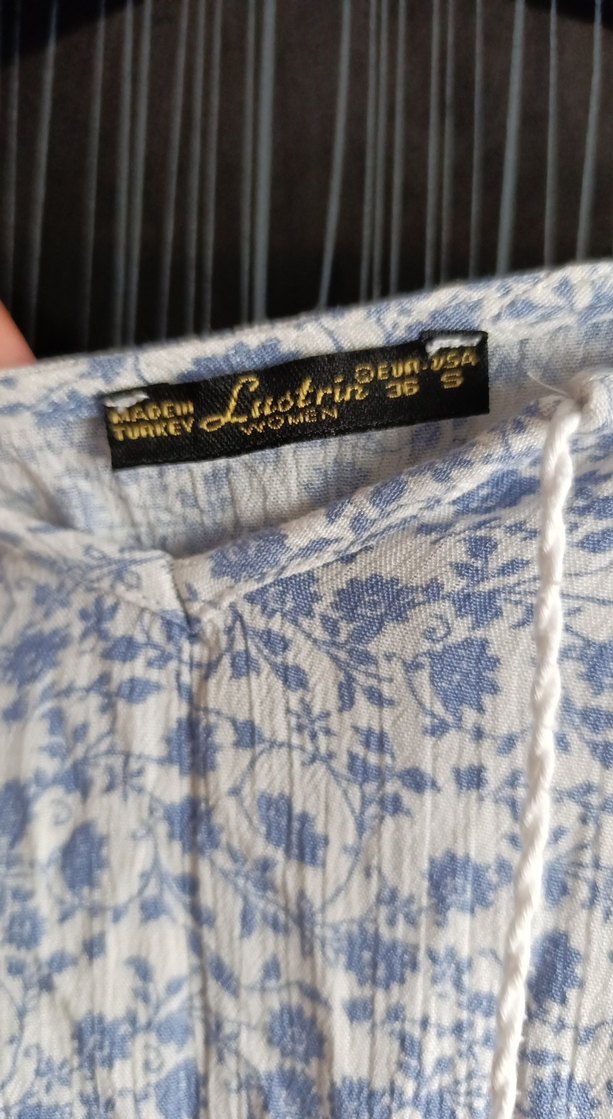 MADE IN
TURKEY
Lustrin®
WOMEN
EUR-USA
36 S